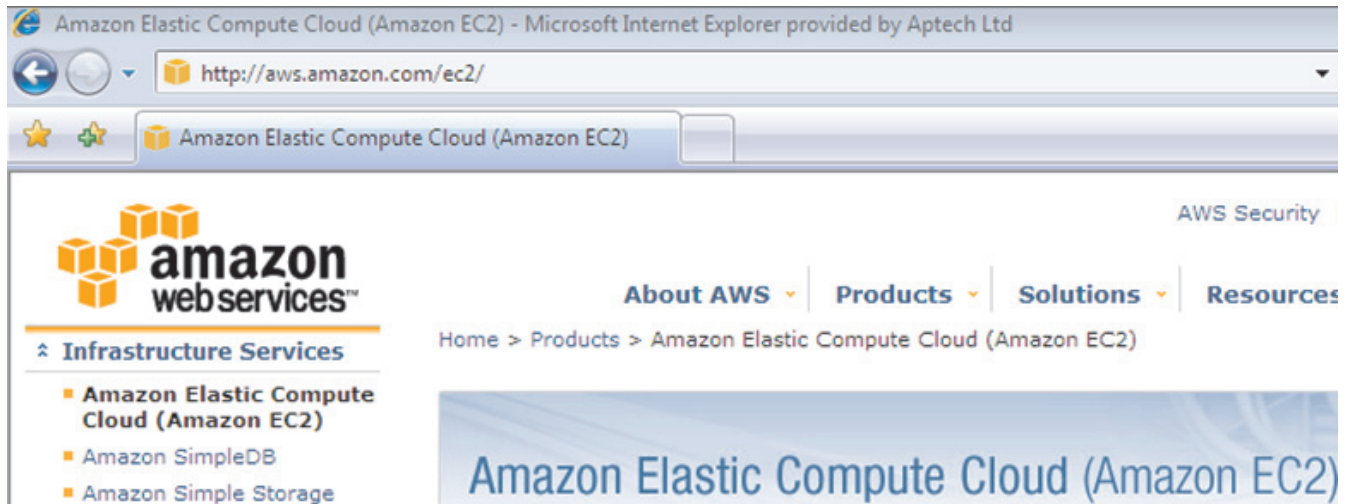 Amazon Elastic Compute Cloud (Amazon EC2) - Microsoft Internet Explorer provided by Aptech Ltd
http://aws.amazon.com/ec2/
Amazon Elastic Compute Cloud (Amazon EC2)
AWS Security
amazon
webservices™
About AWS
Products
Solutions
Resources
Home > Products > Amazon Elastic Compute Cloud (Amazon EC2)
Infrastructure Services
Amazon Elastic Compute
Cloud (Amazon EC2)
Amazon SimpleDB
Amazon Simple Storage
Amazon Elastic Compute Cloud (Amazon EC2)